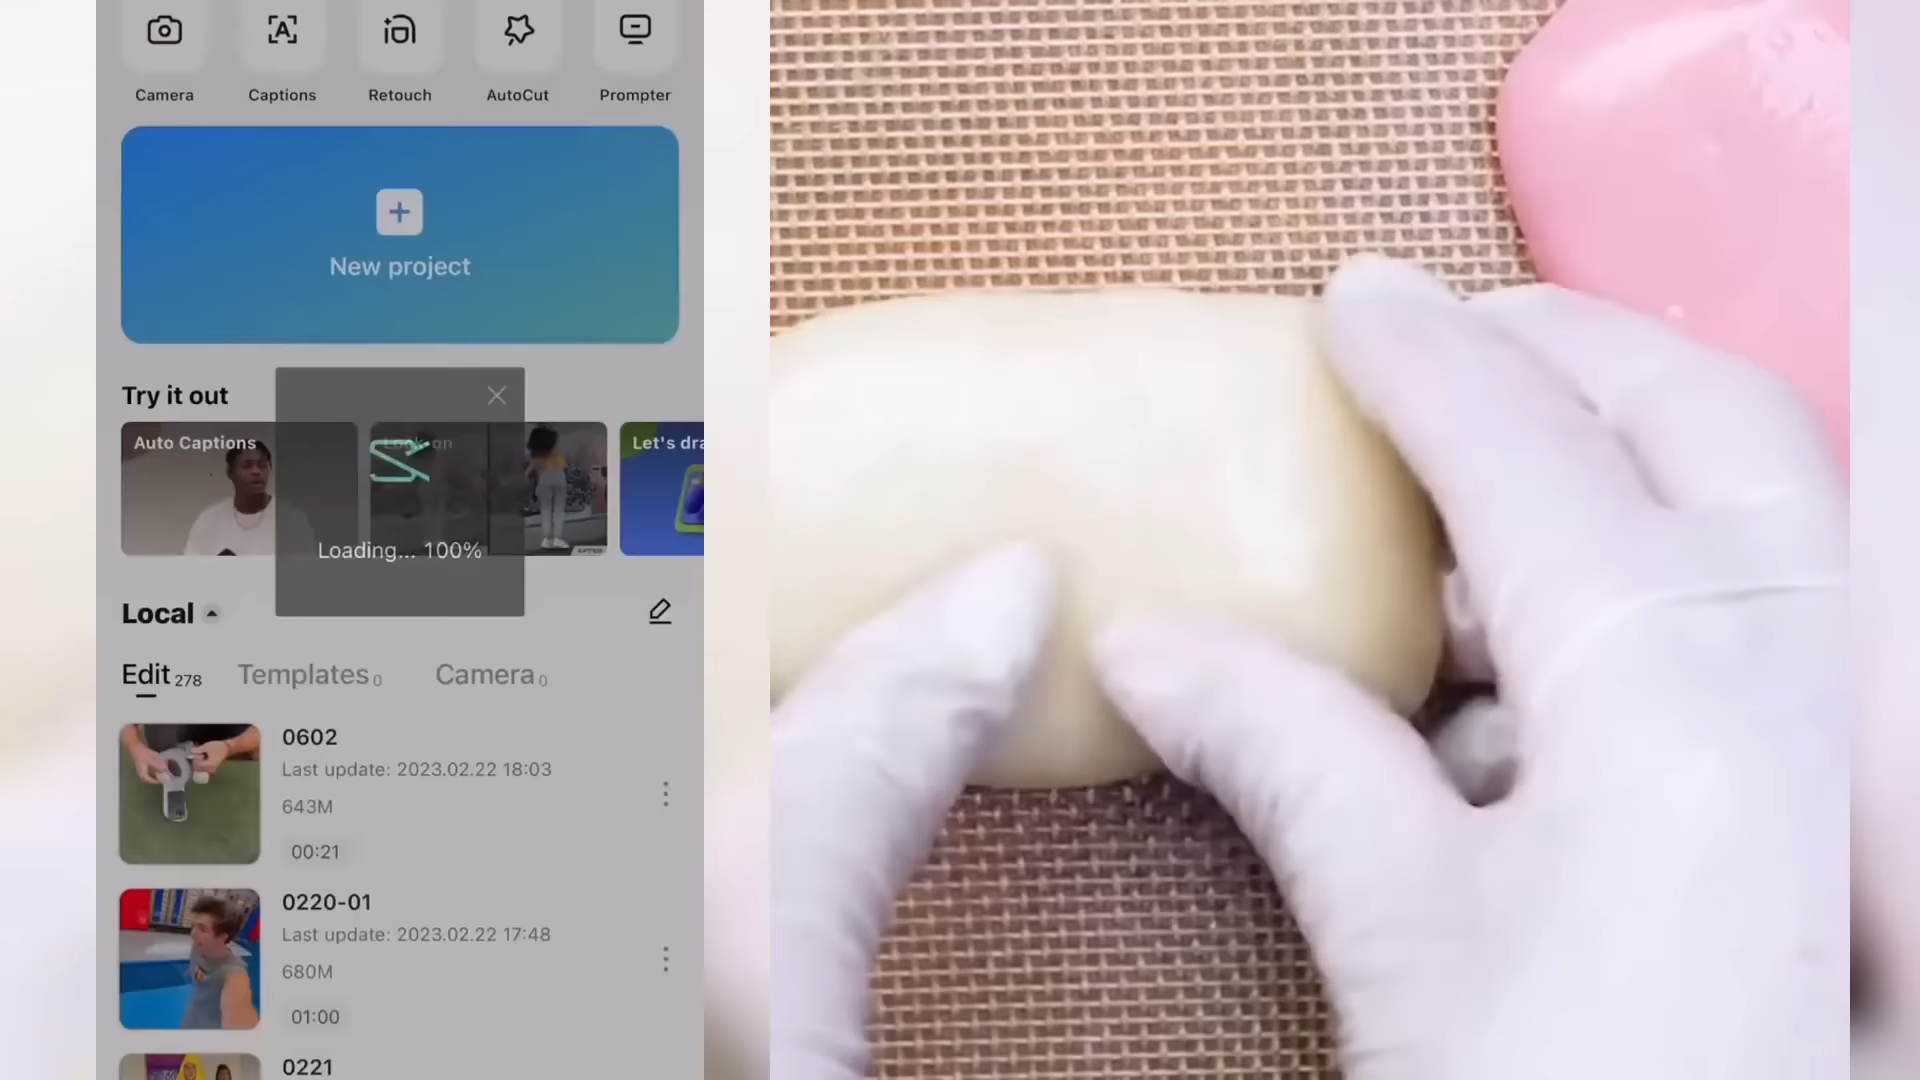 Camera
Captions
Retouch
AutoCut
Prompter
New project
Try it out
Auto Captions
Let's dra
Loading... 100%
Local
Edit 278
Templates 0
Camera 0
0602
Last update: 2023.02.22 18:03
643M
00:21
0220-01
Last update: 2023.02.22 17:48
680M
01:00
0221